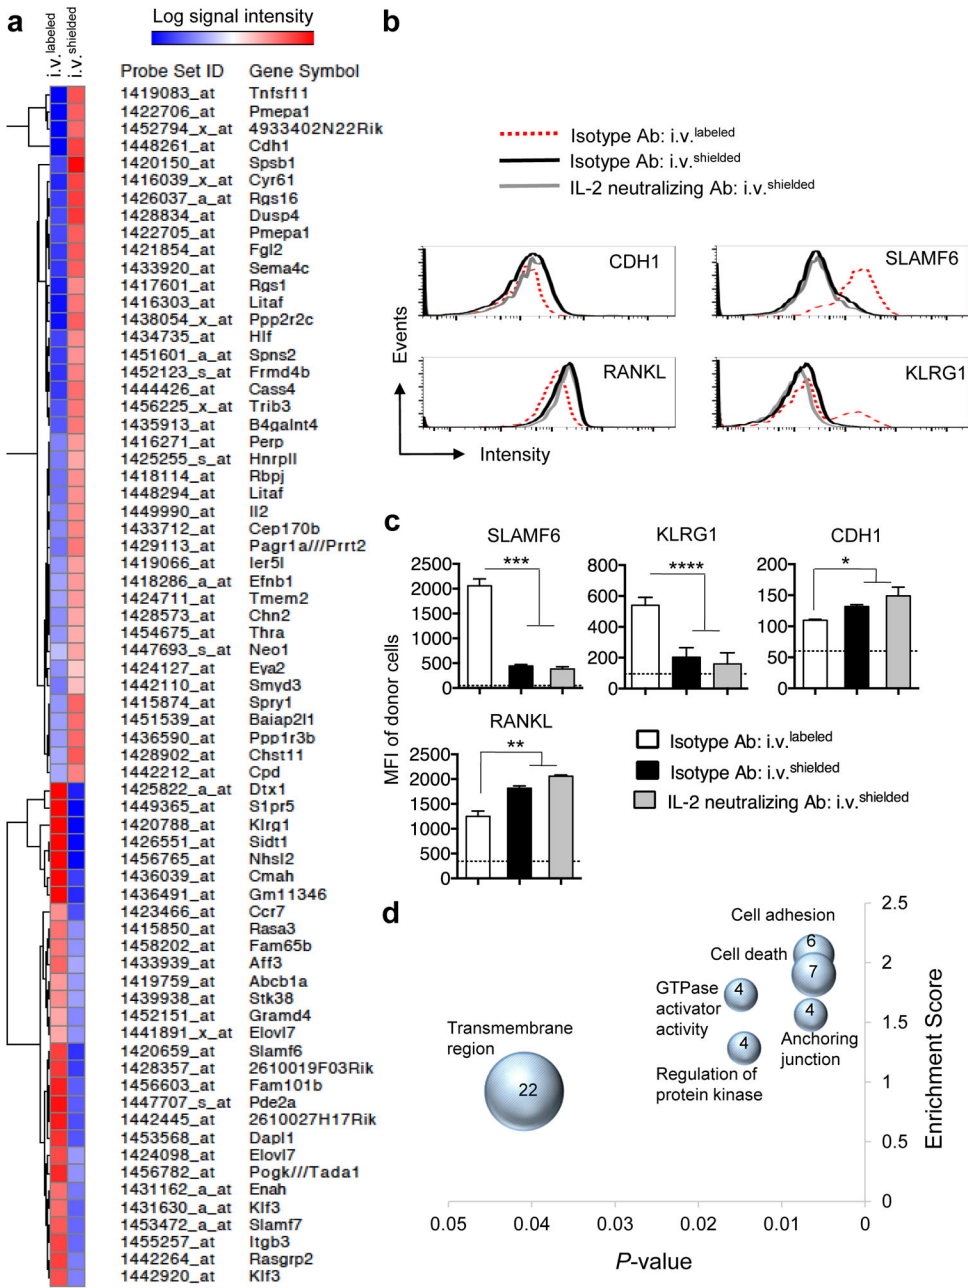 a
Log signal intensity
i.v.labeled
i.v.shielded
Probe Set ID Gene Symbol
1419083_at Tnfsf11
1422706_at Pmepa1
1452794_x_at 4933402N22Rik
1448261_at Cdh1
1420150_at Spsb1
1416039_x_at Cyr61
1426037_a_at Rgs16
1428834_at Dusp4
1422705_at Pmepa1
1421854_at Fgl2
1433920_at Sema4c
1417601_at Rgs1
1416303_at Litaf
1438054_x_at Ppp2r2c
1434735_at Hlf
1451601_a_at Spns2
1452123_s_at Frmd4b
1444426_at Cass4
1456225_x_at Trib3
1435913_at B4galnt4
1416271_at Perp
1425255_s_at Hnrpll
1418114_at Rbpj
1448294_at Litaf
1449990_at Il2
1433712_at Cep170b
1429113_at Pagr1a///Prrt2
1419066_at Ier5l
1418286_a_at Efnb1
1424711_at Tmem2
1428573_at Chn2
1454675_at Thra
1447693_s_at Neo1
1424127_at Eya2
1442110_at Smyd3
1415874_at Spry1
1451539_at Baiap2l1
1436590_at Ppp1r3b
1428902_at Chst11
1442212_at Cpd
1425822_a_at Dtx1
1449365_at S1pr5
1420788_at Klrg1
1426551_at Sidt1
1456765_at Nhsl2
1436039_at Cmah
1436491_at Gm11346
1423466_at Ccr7
1415850_at Rasa3
1458202_at Fam65b
1433939_at Aff3
1419759_at Abcb1a
1439938_at Stk38
1452151_at Gramd4
1441891_x_at Elovl7
1420659_at Slamf6
1428357_at 2610019F03Rik
1456603_at Fam101b
1447707_s_at Pde2a
1442445_at 2610027H17Rik
1453568_at Dapl1
1424098_at Elovl7
1456782_at Pogk///Tada1
1431162_a_at Enah
1431630_a_at Klf3
1453472_a_at Slamf7
1455257_at Itgb3
1442264_at Rasgrp2
1442920_at Klf3
b
Isotype Ab: i.v.labeled
Isotype Ab: i.v.shielded
IL-2 neutralizing Ab: i.v.shielded
CDH1
SLAMF6
RANKL
KLRG1
Events
Intensity
c
MFI of donor cells
SLAMF6
***
2500
2000
1500
1000
500
0
KLRG1
****
800
600
400
200
0
CDH1
*
200
150
100
50
0
RANKL
**
2500
2000
1500
1000
500
0
Isotype Ab: i.v.labeled
Isotype Ab: i.v.shielded
IL-2 neutralizing Ab: i.v.shielded
d
Cell adhesion
6
Cell death
7
GTPase
activator
activity
4
4
Anchoring
junction
Regulation of
protein kinase
4
Transmembrane
region
22
2.5
2
1.5
1
0.5
0
Enrichment Score
0.05 0.04 0.03 0.02 0.01 0
P-value